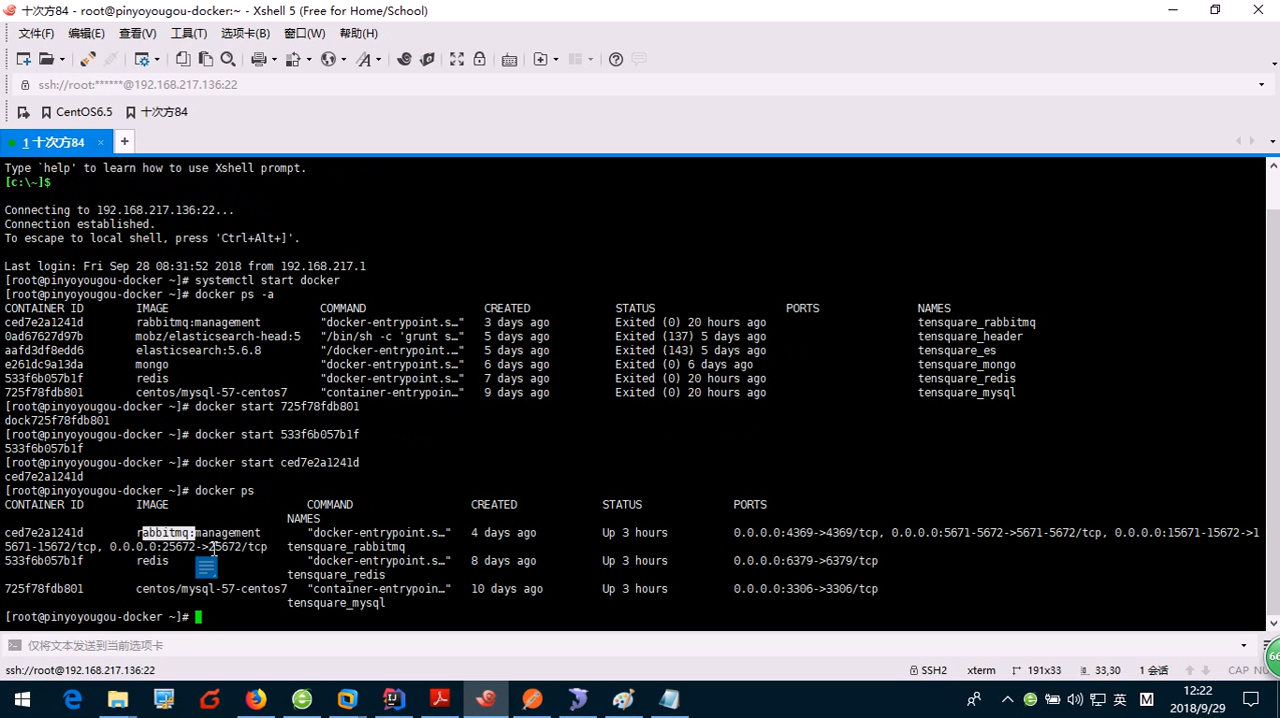 十次方84 - root@pinyoyougou-docker:~ - Xshell 5 (Free for Home/School)
文件(F) 编辑(E) 查看(V) 工具(T) 选项卡(B) 窗口(W) 帮助(H)
ssh://root:******@192.168.217.136:22
CentOS6.5 十次方84
1 十次方84 × +
Type `help' to learn how to use Xshell prompt.
[c:\~]$
Connecting to 192.168.217.136:22...
Connection established.
To escape to local shell, press 'Ctrl+Alt+]'.
Last login: Fri Sep 28 08:31:52 2018 from 192.168.217.1
[root@pinyoyougou-docker ~]# systemctl start docker
[root@pinyoyougou-docker ~]# docker ps -a
CONTAINER ID IMAGE COMMAND CREATED STATUS PORTS NAMES
ced7e2a1241d rabbitmq:management "docker-entrypoint.s…" 3 days ago Exited (0) 20 hours ago tensquare_rabbitmq
0ad67627d97b mobz/elasticsearch-head:5 "/bin/sh -c 'grunt s…" 5 days ago Exited (137) 5 days ago tensquare_header
aafd3df8edd6 elasticsearch:5.6.8 "/docker-entrypoint.…" 5 days ago Exited (143) 5 days ago tensquare_es
e261dc9a13da mongo "docker-entrypoint.s…" 6 days ago Exited (0) 6 days ago tensquare_mongo
533f6b057b1f redis "docker-entrypoint.s…" 7 days ago Exited (0) 20 hours ago tensquare_redis
725f78fdb801 centos/mysql-57-centos7 "container-entrypoin…" 9 days ago Exited (0) 20 hours ago tensquare_mysql
[root@pinyoyougou-docker ~]# docker start 725f78fdb801
dock725f78fdb801
[root@pinyoyougou-docker ~]# docker start 533f6b057b1f
533f6b057b1f
[root@pinyoyougou-docker ~]# docker start ced7e2a1241d
ced7e2a1241d
[root@pinyoyougou-docker ~]# docker ps
CONTAINER ID IMAGE COMMAND CREATED STATUS PORTS
NAMES
ced7e2a1241d rabbitmq:management "docker-entrypoint.s…" 4 days ago Up 3 hours 0.0.0.0:4369->4369/tcp, 0.0.0.0:5671-5672->5671-5672/tcp, 0.0.0.0:15671-15672->1
5671-15672/tcp, 0.0.0.0:25672->25672/tcp tensquare_rabbitmq
533f6b057b1f redis "docker-entrypoint.s…" 8 days ago Up 3 hours 0.0.0.0:6379->6379/tcp
tensquare_redis
725f78fdb801 centos/mysql-57-centos7 "container-entrypoin…" 10 days ago Up 3 hours 0.0.0.0:3306->3306/tcp
tensquare_mysql
[root@pinyoyougou-docker ~]#
仅将文本发送到当前选项卡
ssh://root@192.168.217.136:22 SSH2 xterm 191x33 33,30 1 会话 CAP NU
66
英 M 12:22
2018/9/29